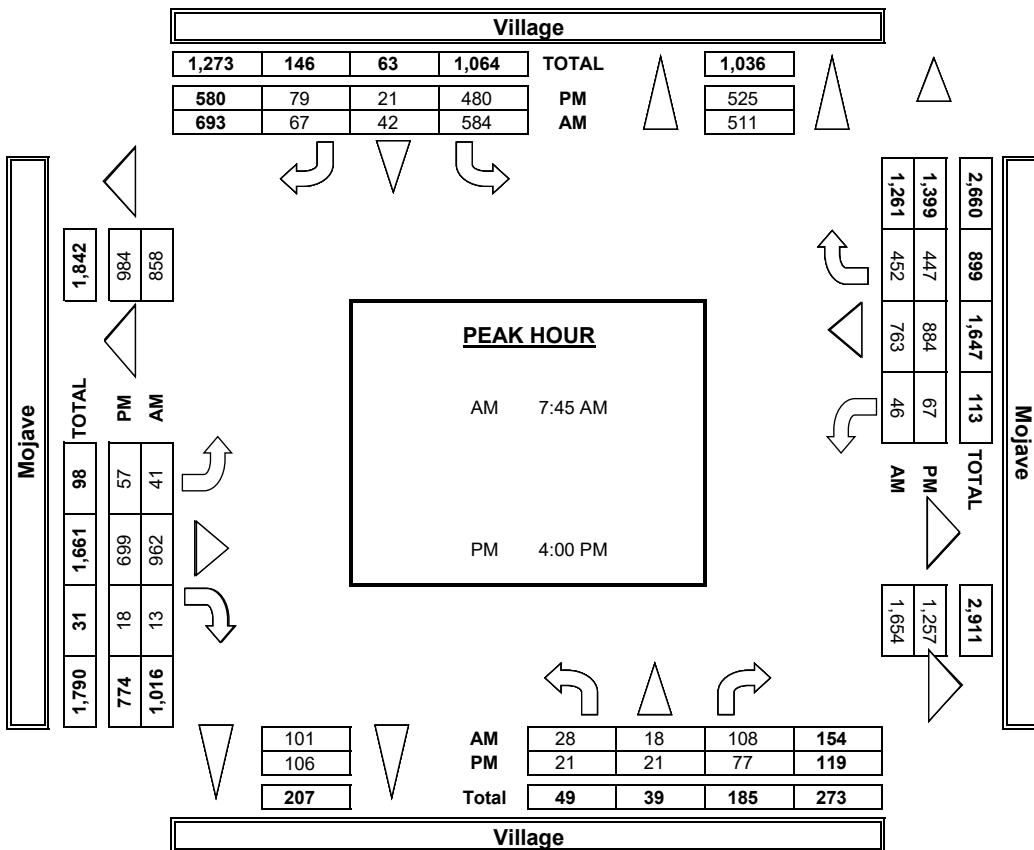 Village
1,273 146 63 1,064 TOTAL 1,036
580 79 21 480 PM 525
693 67 42 584 AM 511
Mojave
1,842
984
858
TOTAL 98 1,661 31 1,790
PM 57 699 18 774
AM 41 962 13 1,016
PEAK HOUR
AM 7:45 AM
PM 4:00 PM
2,660 899 1,647 113 TOTAL 2,911
1,399 447 884 67 PM 1,257
1,261 452 763 46 AM 1,654
Mojave
101 AM 28 18 108 154
106 PM 21 21 77 119
207 Total 49 39 185 273
Village